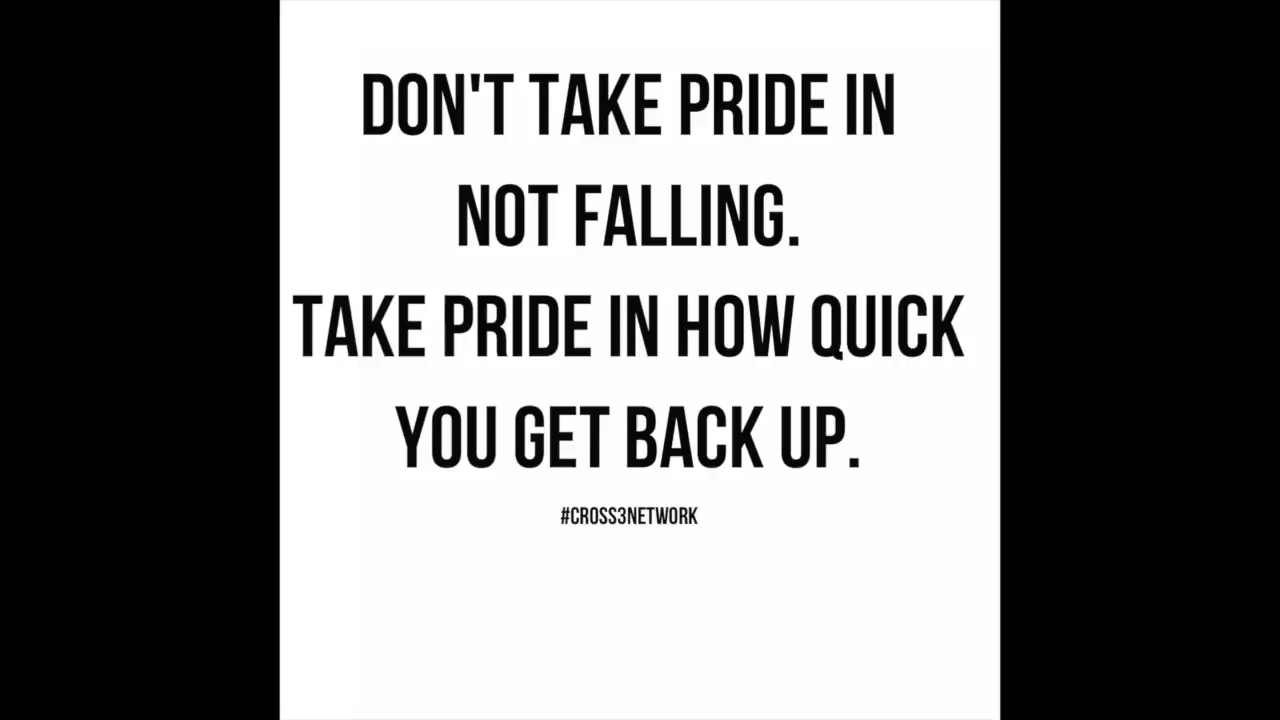 DON'T TAKE PRIDE IN
NOT FALLING.
TAKE PRIDE IN HOW QUICK
YOU GET BACK UP.
#CROSS3NETWORK